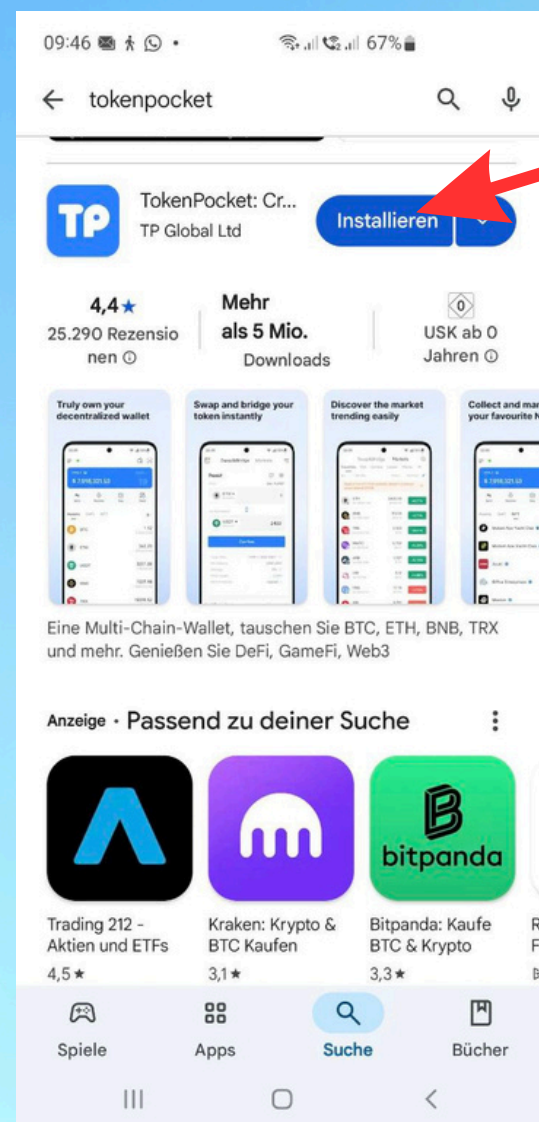 09:46
67%
tokenpocket
TP
TokenPocket: Cr...
TP Global Ltd
Installieren
4,4★
25.290 Rezensio
nen
Mehr
als 5 Mio.
Downloads
0
USK ab 0
Jahren
Truly own your
decentralized wallet
Swap and bridge your
token instantly
Discover the market
trending easily
Collect and mar
your favourite N
Eine Multi-Chain-Wallet, tauschen Sie BTC, ETH, BNB, TRX
und mehr. Genießen Sie DeFi, GameFi, Web3
Anzeige · Passend zu deiner Suche
bitpanda
Trading 212 -
Aktien und ETFs
4,5★
Kraken: Krypto &
BTC Kaufen
3,1★
Bitpanda: Kaufe
BTC & Krypto
3,3★
R
F
Spiele
Apps
Suche
Bücher